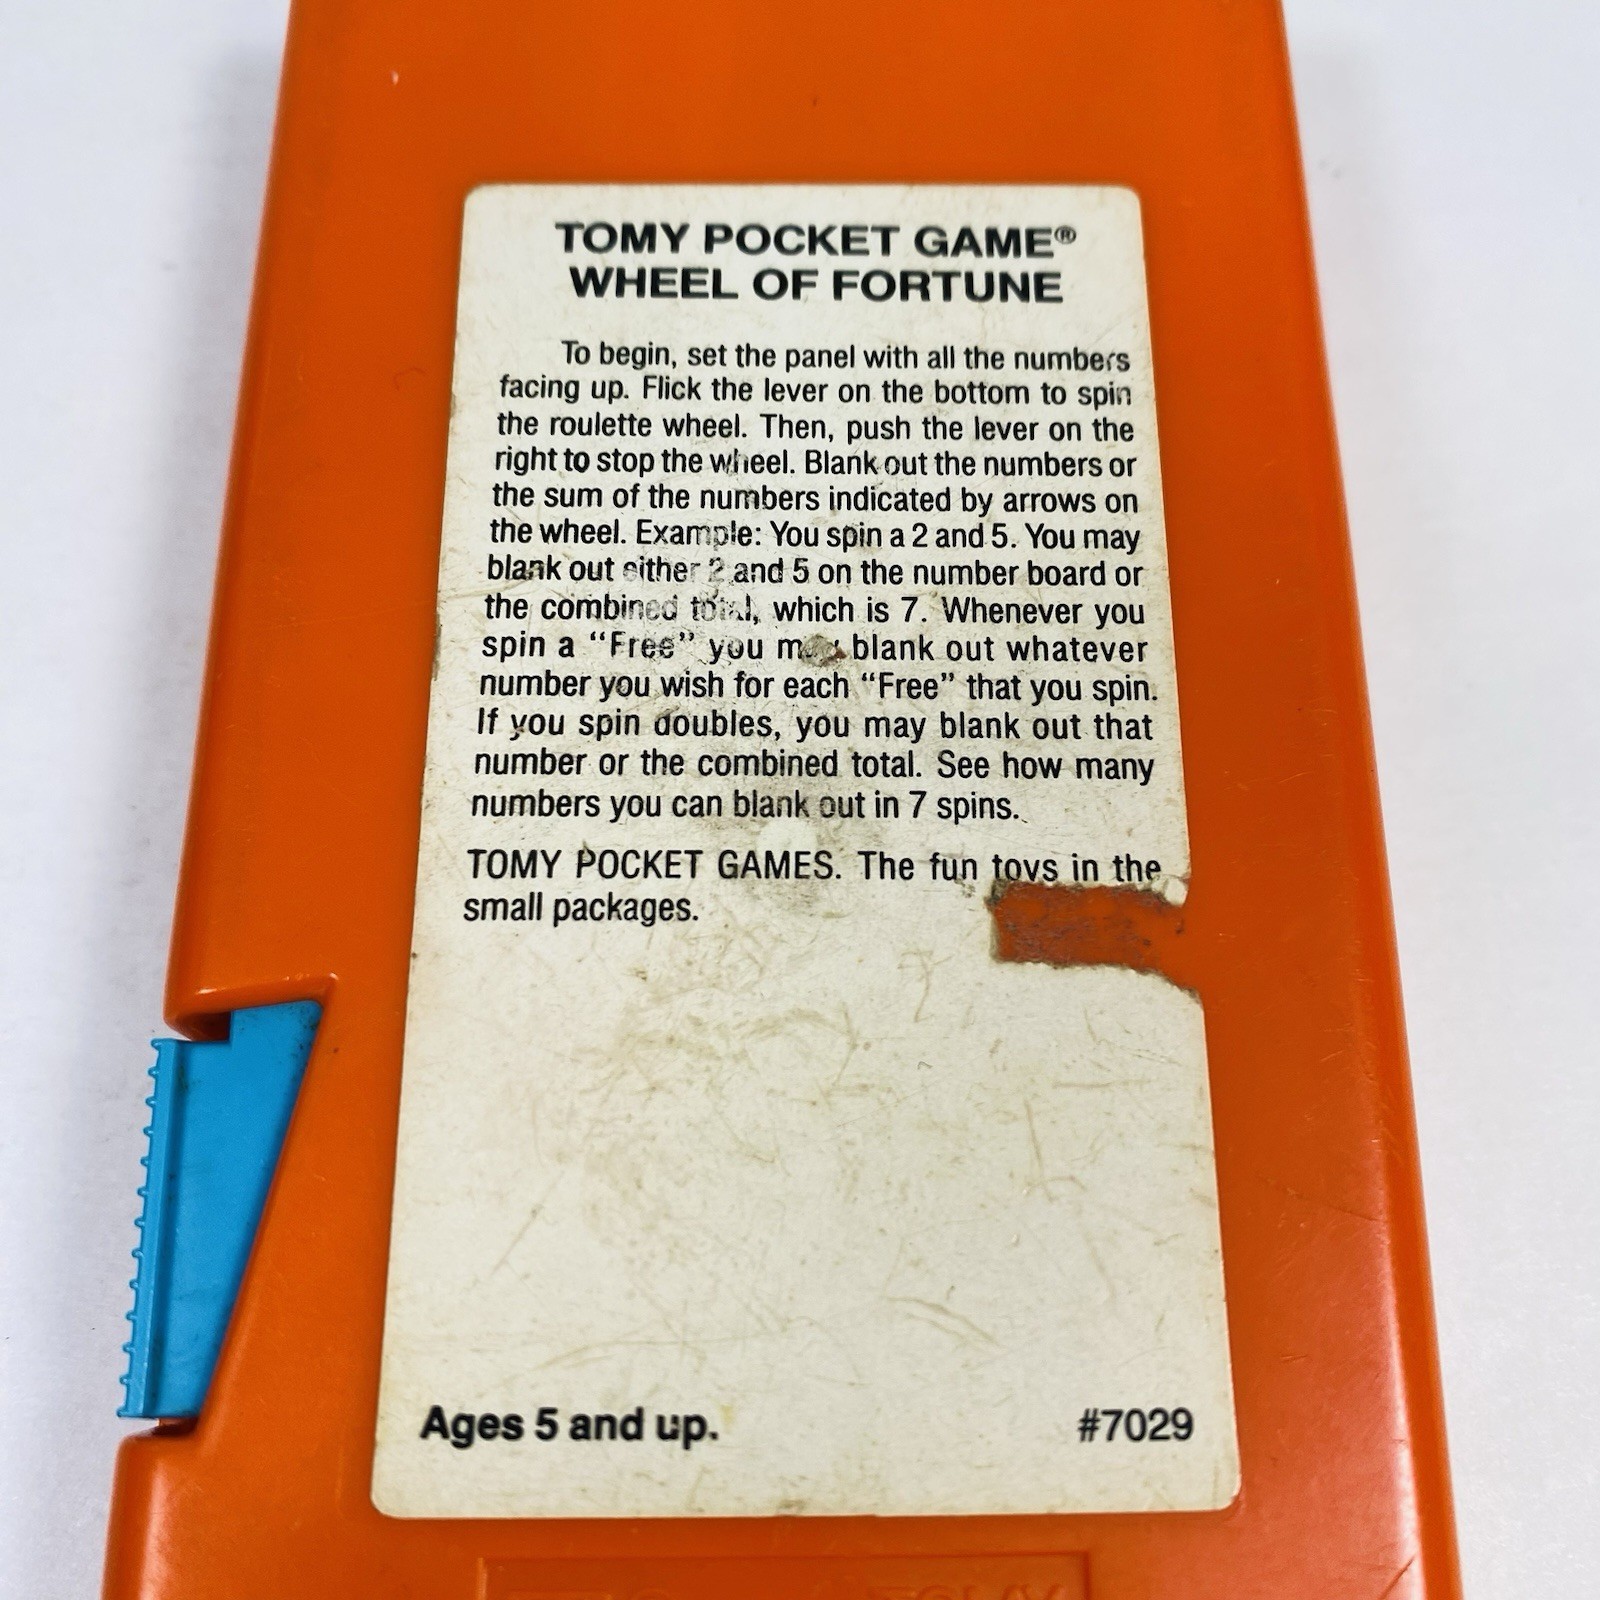 TOMY POCKET GAME®
WHEEL OF FORTUNE
To begin, set the panel with all the numbers
facing up. Flick the lever on the bottom to spin
the roulette wheel. Then, push the lever on the
right to stop the wheel. Blank out the numbers or
the sum of the numbers indicated by arrows on
the wheel. Example: You spin a 2 and 5. You may
blank out either 2 and 5 on the number board or
the combined total, which is 7. Whenever you
spin a “Free” you may blank out whatever
number you wish for each “Free” that you spin.
If you spin doubles, you may blank out that
number or the combined total. See how many
numbers you can blank out in 7 spins.
TOMY POCKET GAMES. The fun toys in the
small packages.
Ages 5 and up. #7029